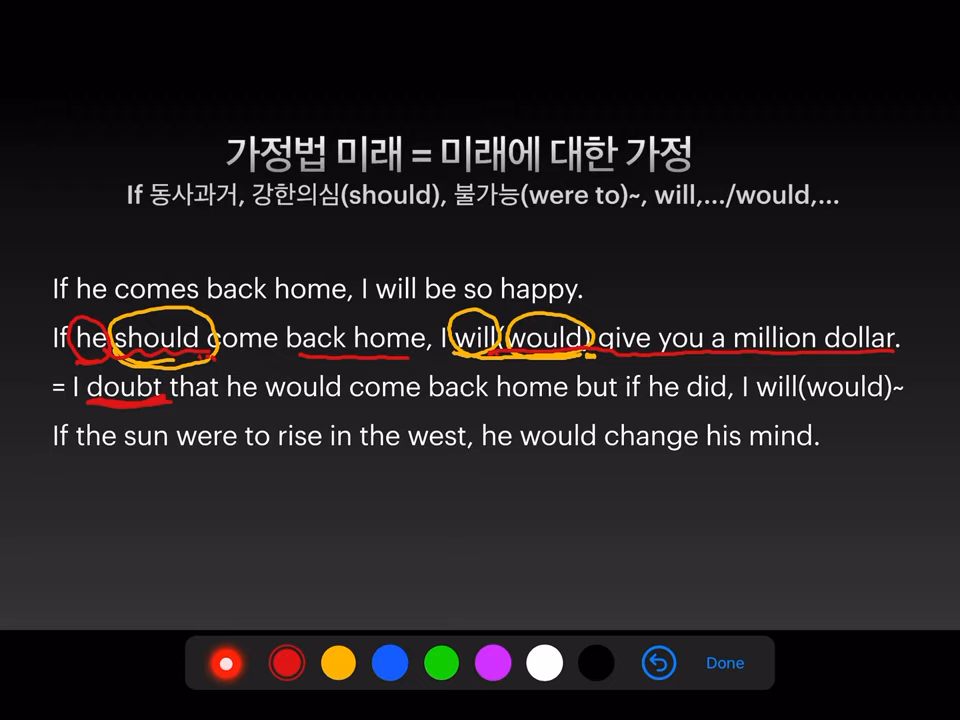 가정법 미래 = 미래에 대한 가정
If 동사과거, 강한의심(should), 불가능(were to)~, will,.../would,...
If he comes back home, I will be so happy.
If he should come back home, I will(would) give you a million dollar.
= I doubt that he would come back home but if he did, I will(would)~
If the sun were to rise in the west, he would change his mind.
Done